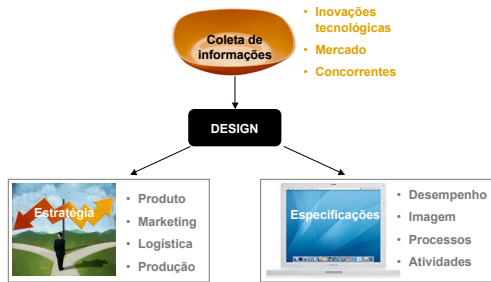 Coleta de
informações
• Inovações
tecnológicas
• Mercado
• Concorrentes
DESIGN
Estratégia
• Produto
• Marketing
• Logística
• Produção
Especificações
• Desempenho
• Imagem
• Processos
• Atividades